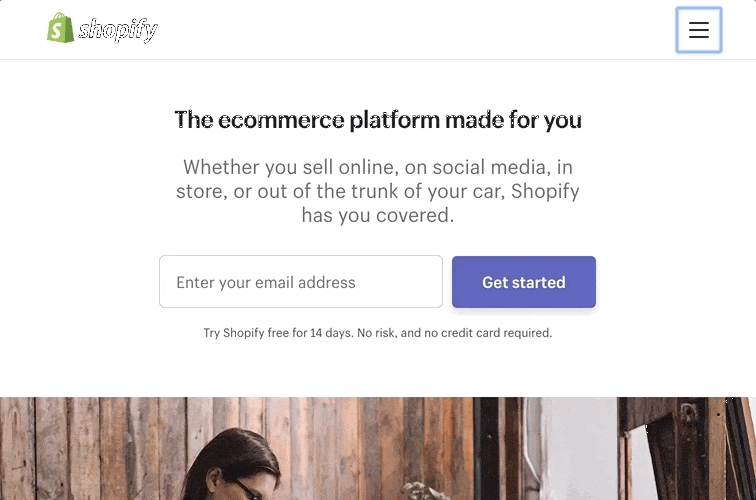 shopify
The ecommerce platform made for you
Whether you sell online, on social media, in
store, or out of the trunk of your car, Shopify
has you covered.
Enter your email address
Get started
Try Shopify free for 14 days. No risk, and no credit card required.